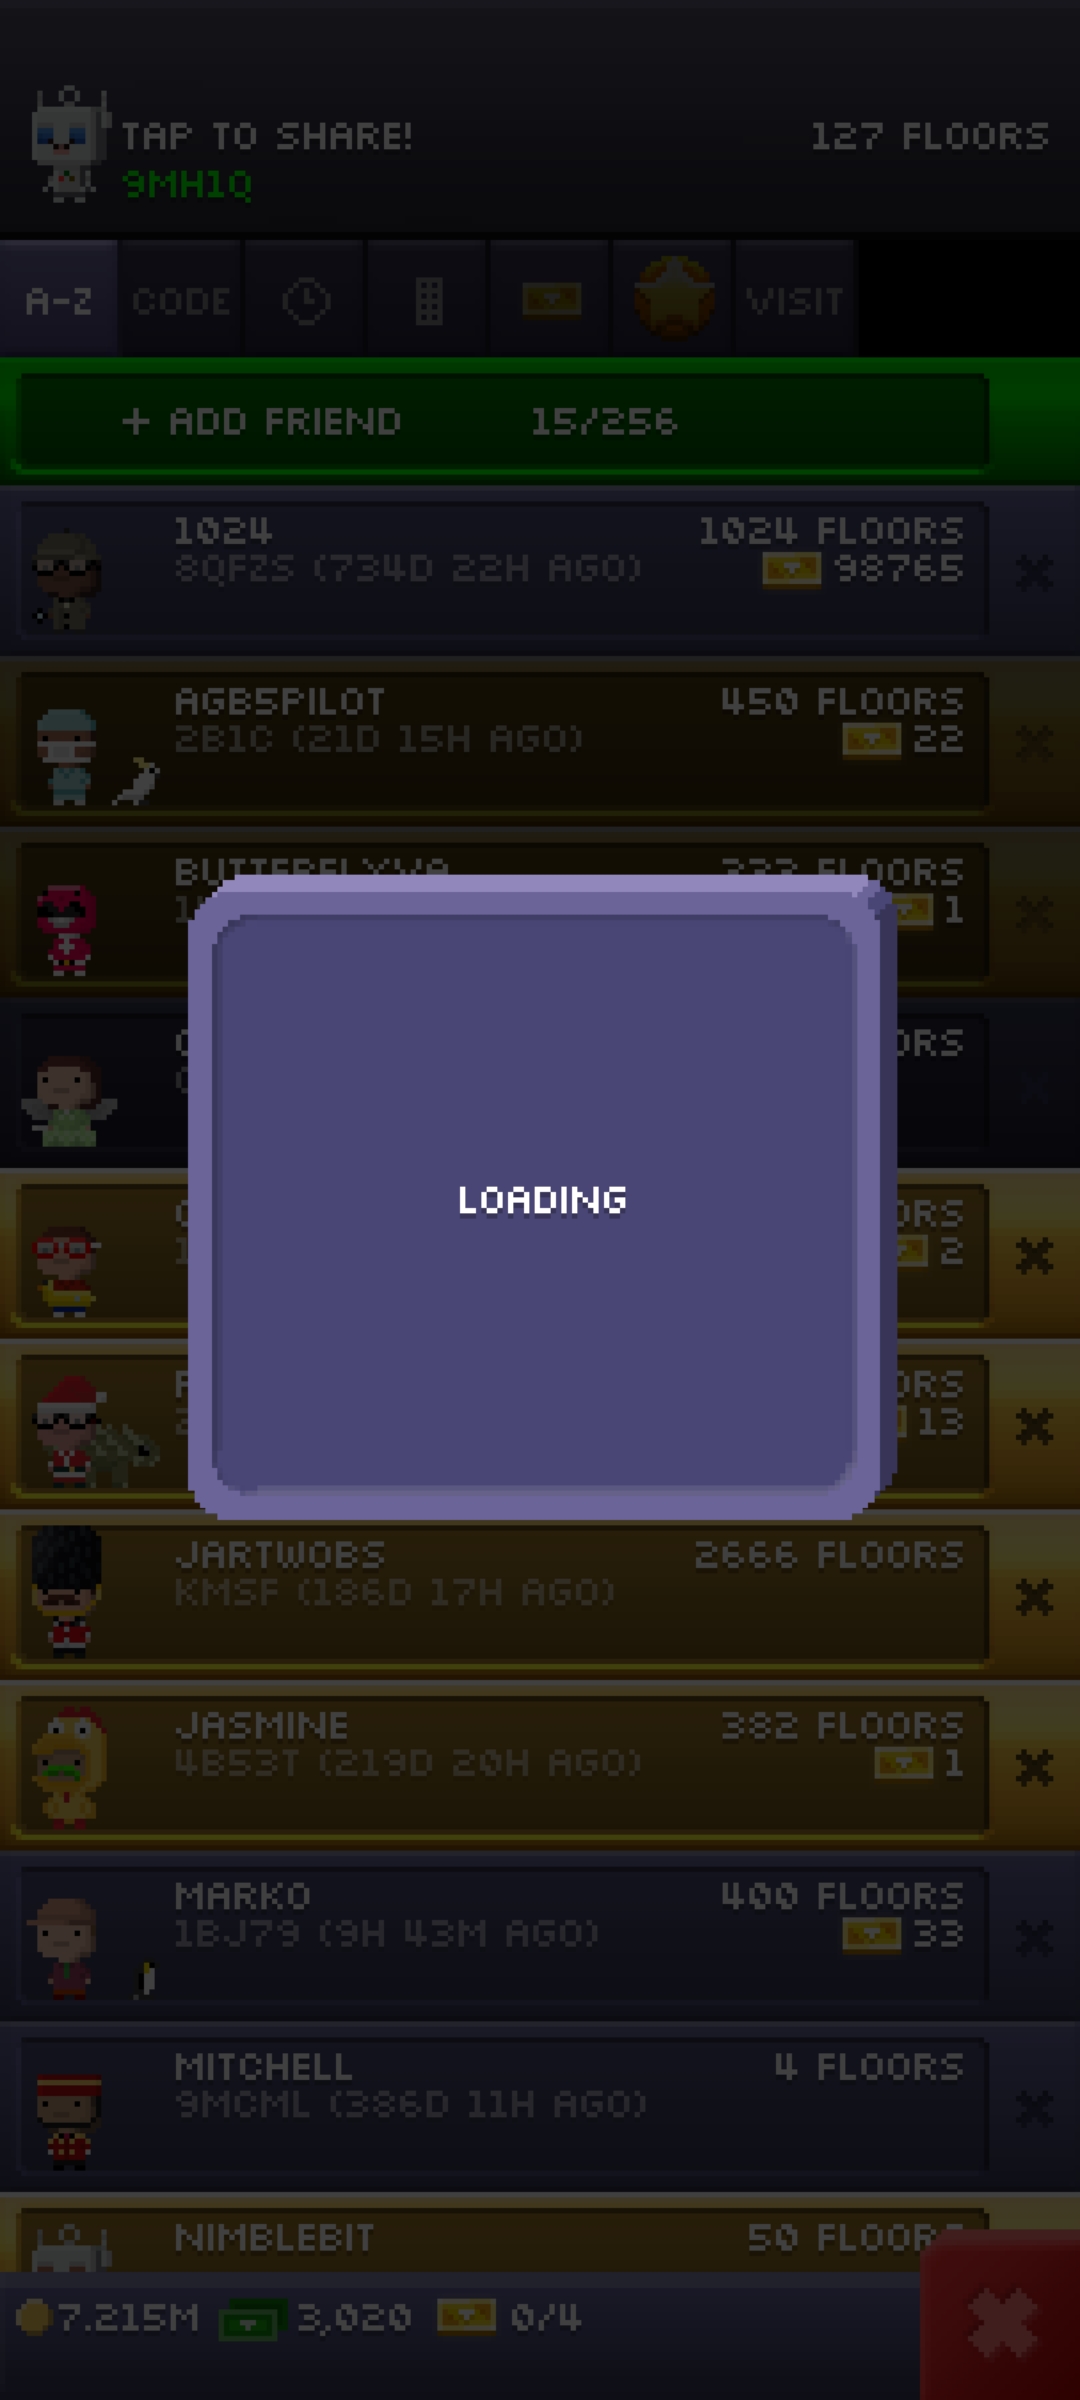 TAP TO SHARE!
127 FLOORS
9MH1Q
A-Z CODE VISIT
+ ADD FRIEND 15/256
1024 1024 FLOORS
8QFZS (734D 22H AGO) 98765
AGB5PILOT 450 FLOORS
2B1C (21D 15H AGO) 22
FLOORS
1
2
13
LOADING
JARTWOBS 2666 FLOORS
KMSF (186D 17H AGO)
JASMINE 382 FLOORS
4B53T (219D 20H AGO) 1
MARKO 400 FLOORS
1BJ79 (9H 43M AGO) 33
MITCHELL 4 FLOORS
9MCML (386D 11H AGO)
NIMBLEBIT 50 FLOORS
7.215M 3,020 0/4